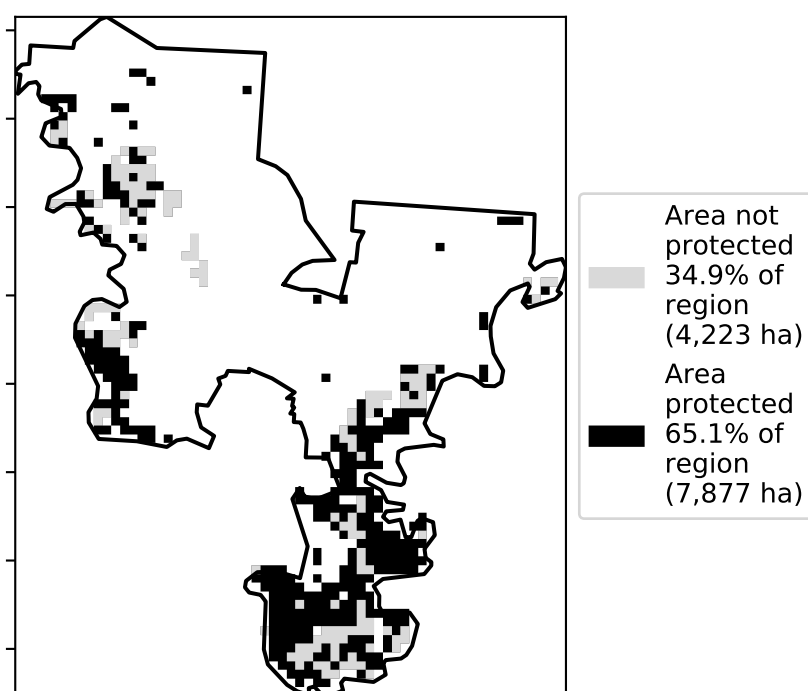 Area not
protected
34.9% of
region
(4,223 ha)
Area
protected
65.1% of
region
(7,877 ha)